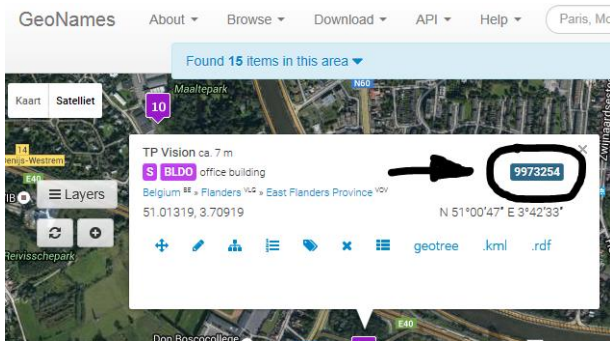 GeoNames About Browse Download API Help Paris, Mo
Found 15 items in this area
Kaart Satelliet
Maaltepark
N60
10
14
Denijs-Westrem
E40
Layers
Reivisschepark
TP Vision ca. 7 m
S BLDO office building
9973254
Belgium BE » Flanders VLG » East Flanders Province VOV
51.01319, 3.70919 N 51°00'47" E 3°42'33"
geotree .kml .rdf
Don Boscocollege
E40